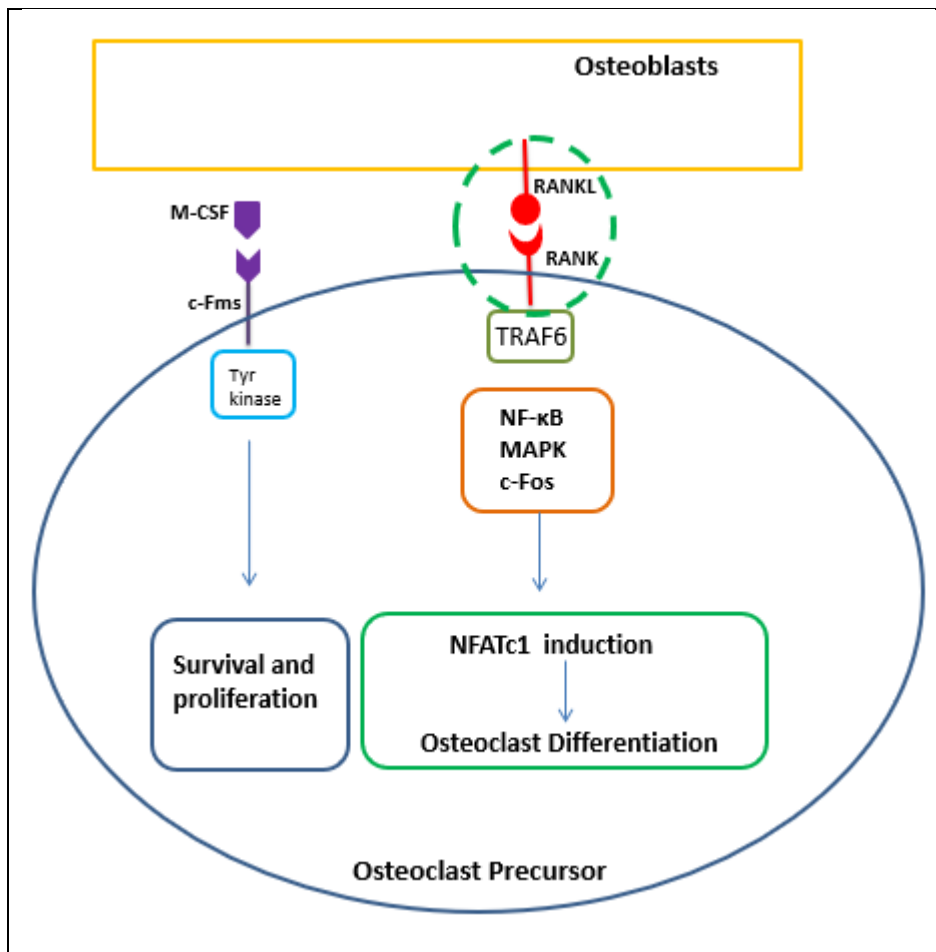 Osteoblasts
RANKL
M-CSF
RANK
c-Fms
TRAF6
Tyr
kinase
NF-κB
MAPK
c-Fos
Survival and
proliferation
NFATc1 induction
Osteoclast Differentiation
Osteoclast Precursor